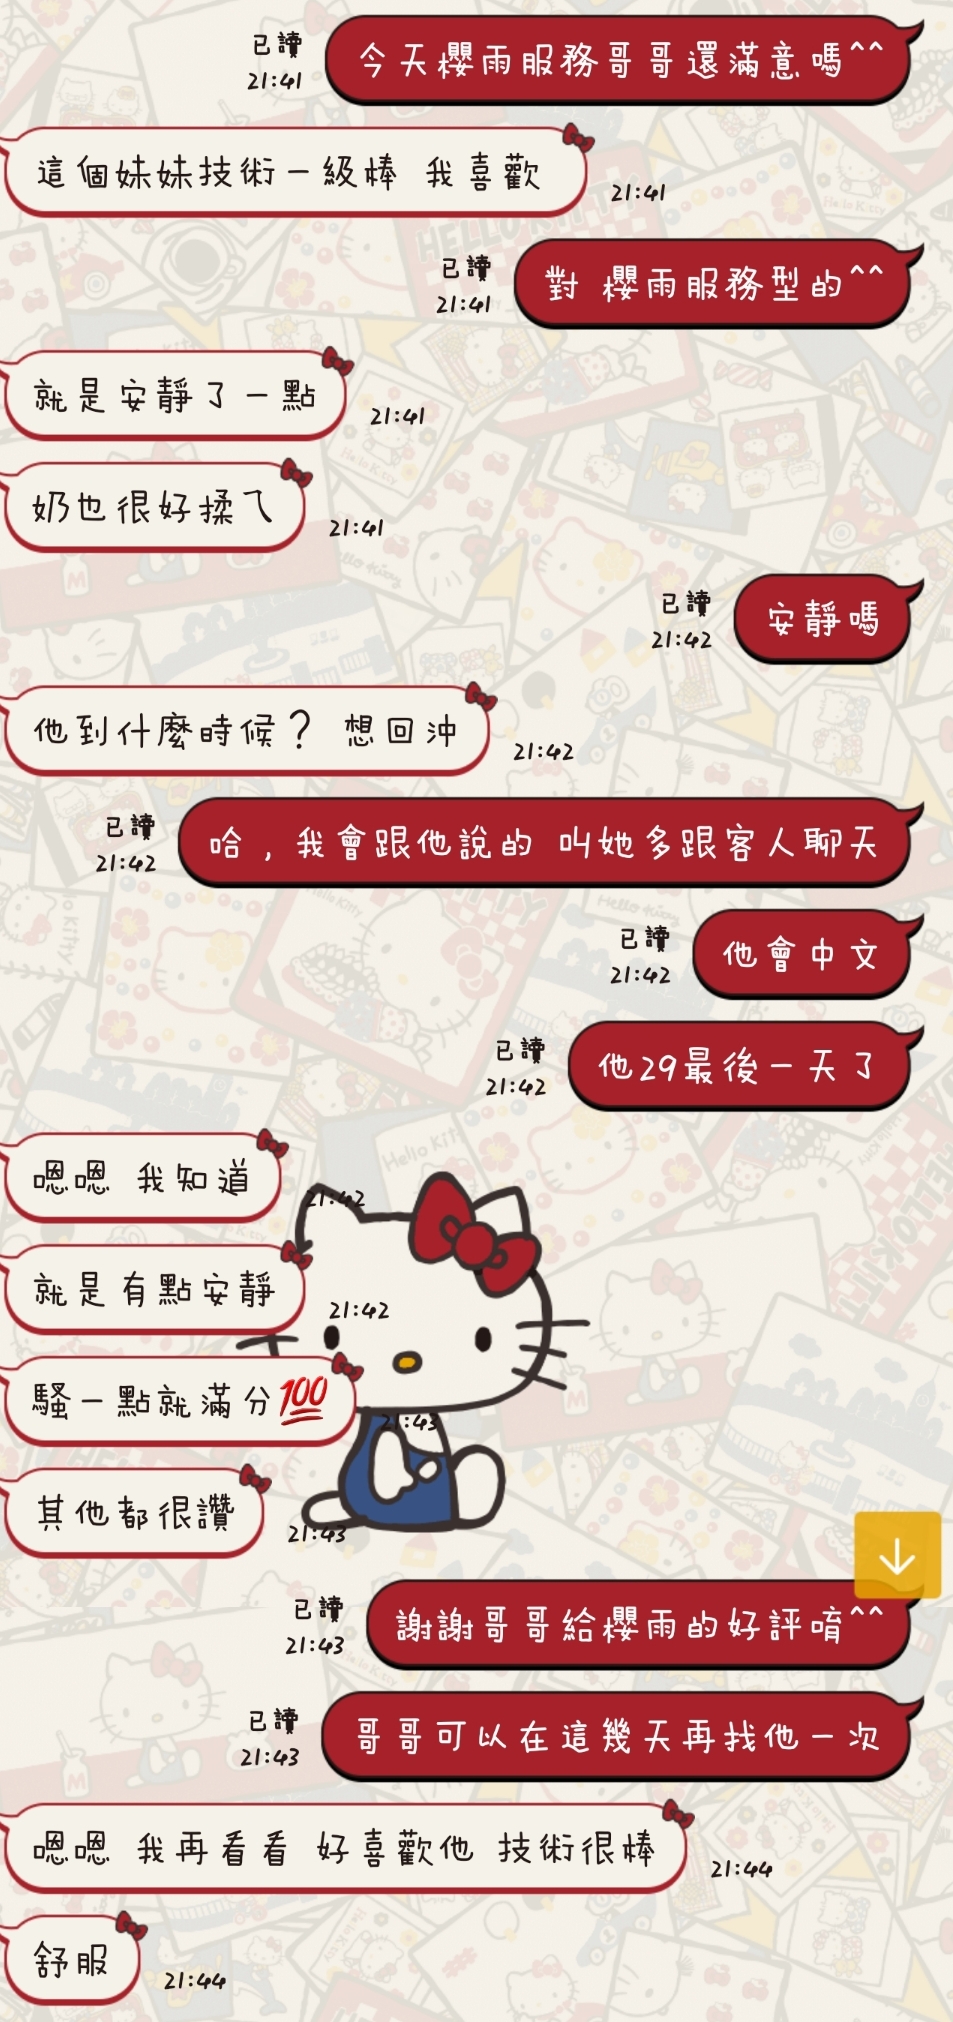 今天櫻雨服務哥哥還滿意嗎^^
已讀
21:41
這個妹妹技術一級棒 我喜歡
21:41
對 櫻雨服務型的^^
已讀
21:41
就是安靜了一點
21:41
奶也很好揉ㄟ
21:41
安靜嗎
已讀
21:42
他到什麼時候？ 想回沖
21:42
哈，我會跟他說的 叫她多跟客人聊天
已讀
21:42
他會中文
已讀
21:42
他29最後一天了
已讀
21:42
嗯嗯 我知道
21:42
就是有點安靜
21:42
騷一點就滿分💯
21:43
其他都很讚
21:43
謝謝哥哥給櫻雨的好評唷^^
已讀
21:43
哥哥可以在這幾天再找他一次
已讀
21:43
嗯嗯 我再看看 好喜歡他 技術很棒
21:44
舒服
21:44